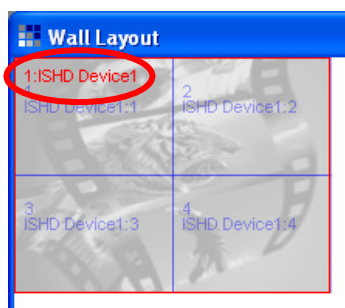 Wall Layout
1:ISHD Device1
1
ISHD Device1:1
2
ISHD Device1:2
3
ISHD Device1:3
4
ISHD Device1:4